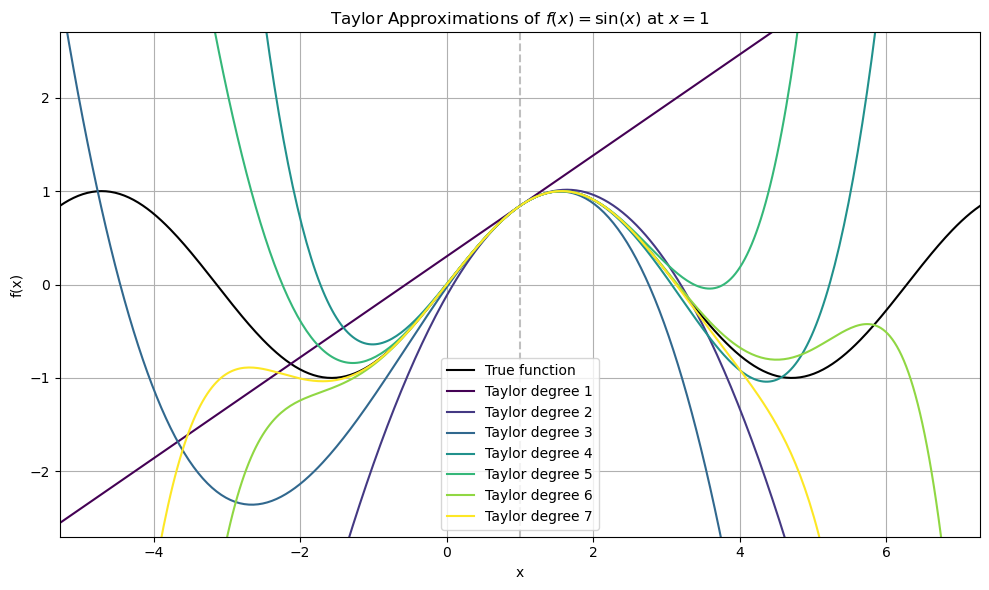 Taylor Approximations of f(x) = sin(x) at x = 1
f(x)
2
1
0
−1
−2
−4
−2
0
2
4
6
x
True function
Taylor degree 1
Taylor degree 2
Taylor degree 3
Taylor degree 4
Taylor degree 5
Taylor degree 6
Taylor degree 7